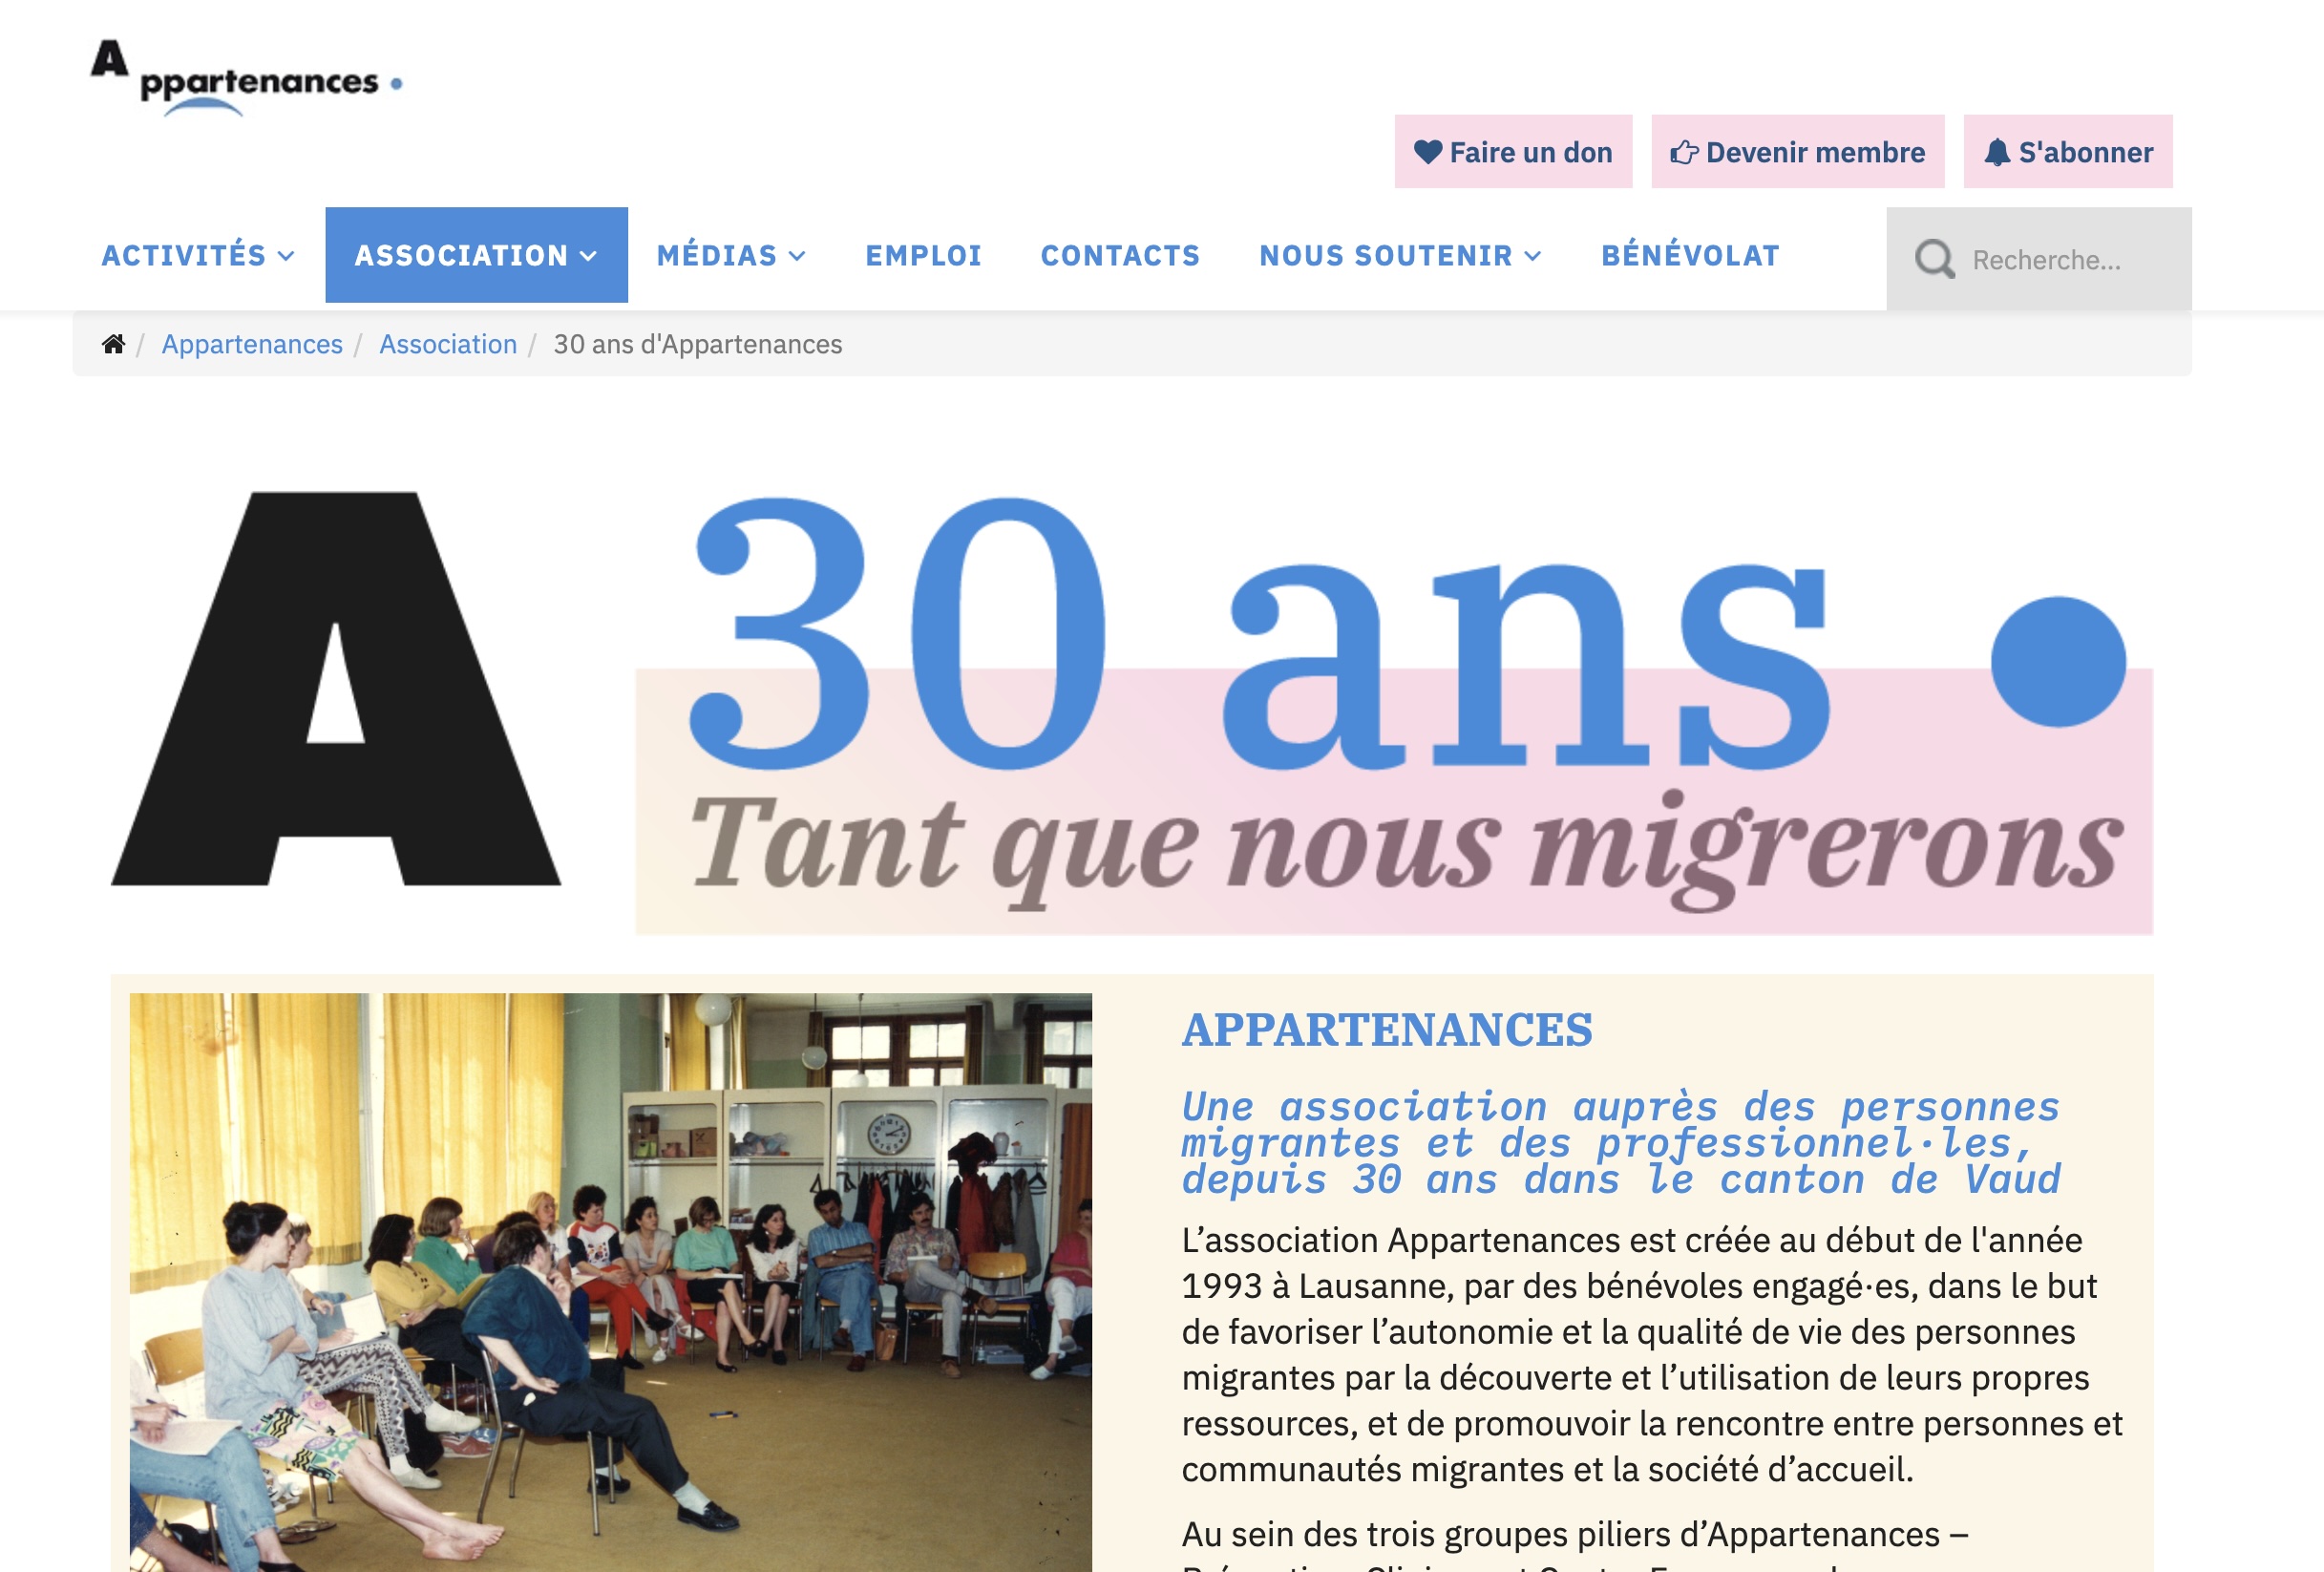 Appartenances
Faire un don
Devenir membre
S'abonner
ACTIVITÉS
ASSOCIATION
MÉDIAS
EMPLOI
CONTACTS
NOUS SOUTENIR
BÉNÉVOLAT
Recherche...
/ Appartenances / Association / 30 ans d'Appartenances
A 30 ans •
Tant que nous migrerons
APPARTENANCES
Une association auprès des personnes
migrantes et des professionnel·les,
depuis 30 ans dans le canton de Vaud
L’association Appartenances est créée au début de l'année
1993 à Lausanne, par des bénévoles engagé·es, dans le but
de favoriser l’autonomie et la qualité de vie des personnes
migrantes par la découverte et l’utilisation de leurs propres
ressources, et de promouvoir la rencontre entre personnes et
communautés migrantes et la société d’accueil.
Au sein des trois groupes piliers d’Appartenances –